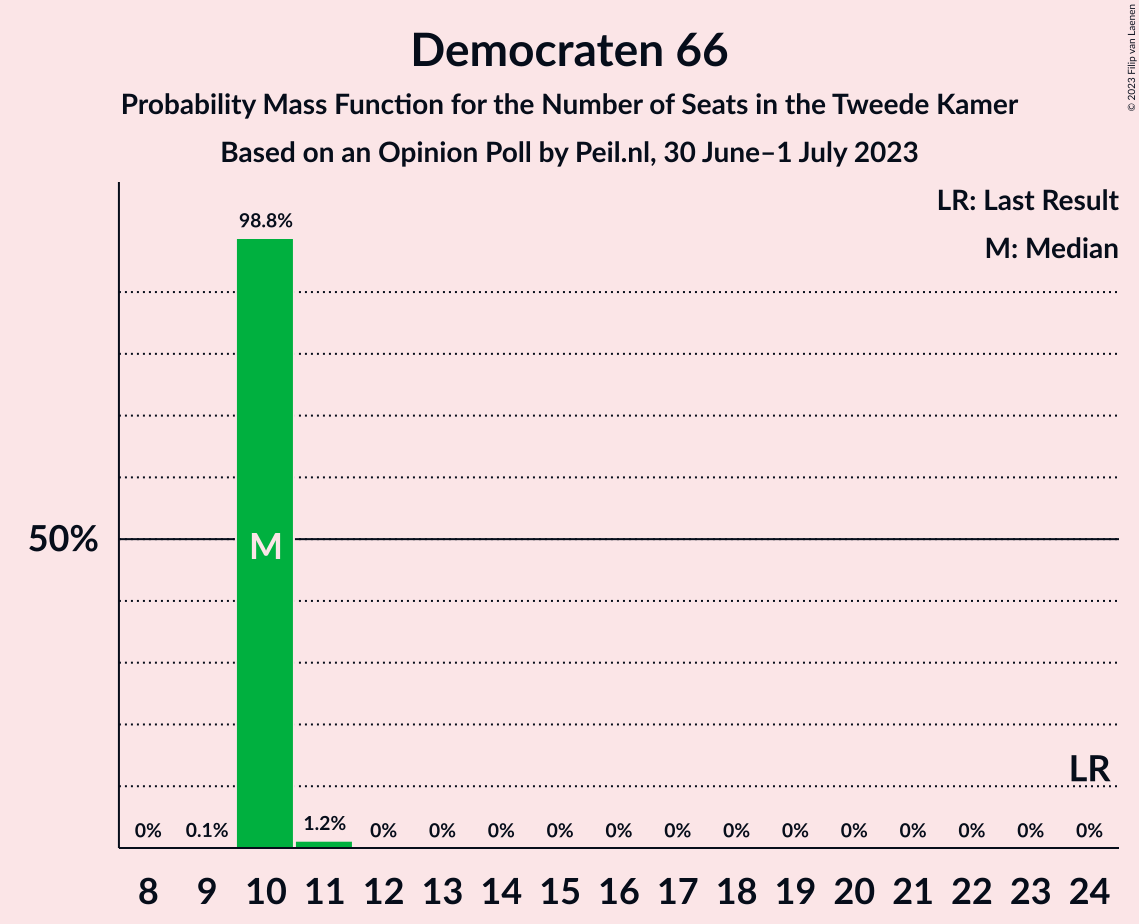 Democraten 66
Probability Mass Function for the Number of Seats in the Tweede Kamer
Based on an Opinion Poll by Peil.nl, 30 June–1 July 2023
© 2023 Filip van Laenen
LR: Last Result
M: Median
98.8%
50%
M
LR
0% 0.1% 1.2% 0% 0% 0% 0% 0% 0% 0% 0% 0% 0% 0% 0% 0%
8 9 10 11 12 13 14 15 16 17 18 19 20 21 22 23 24